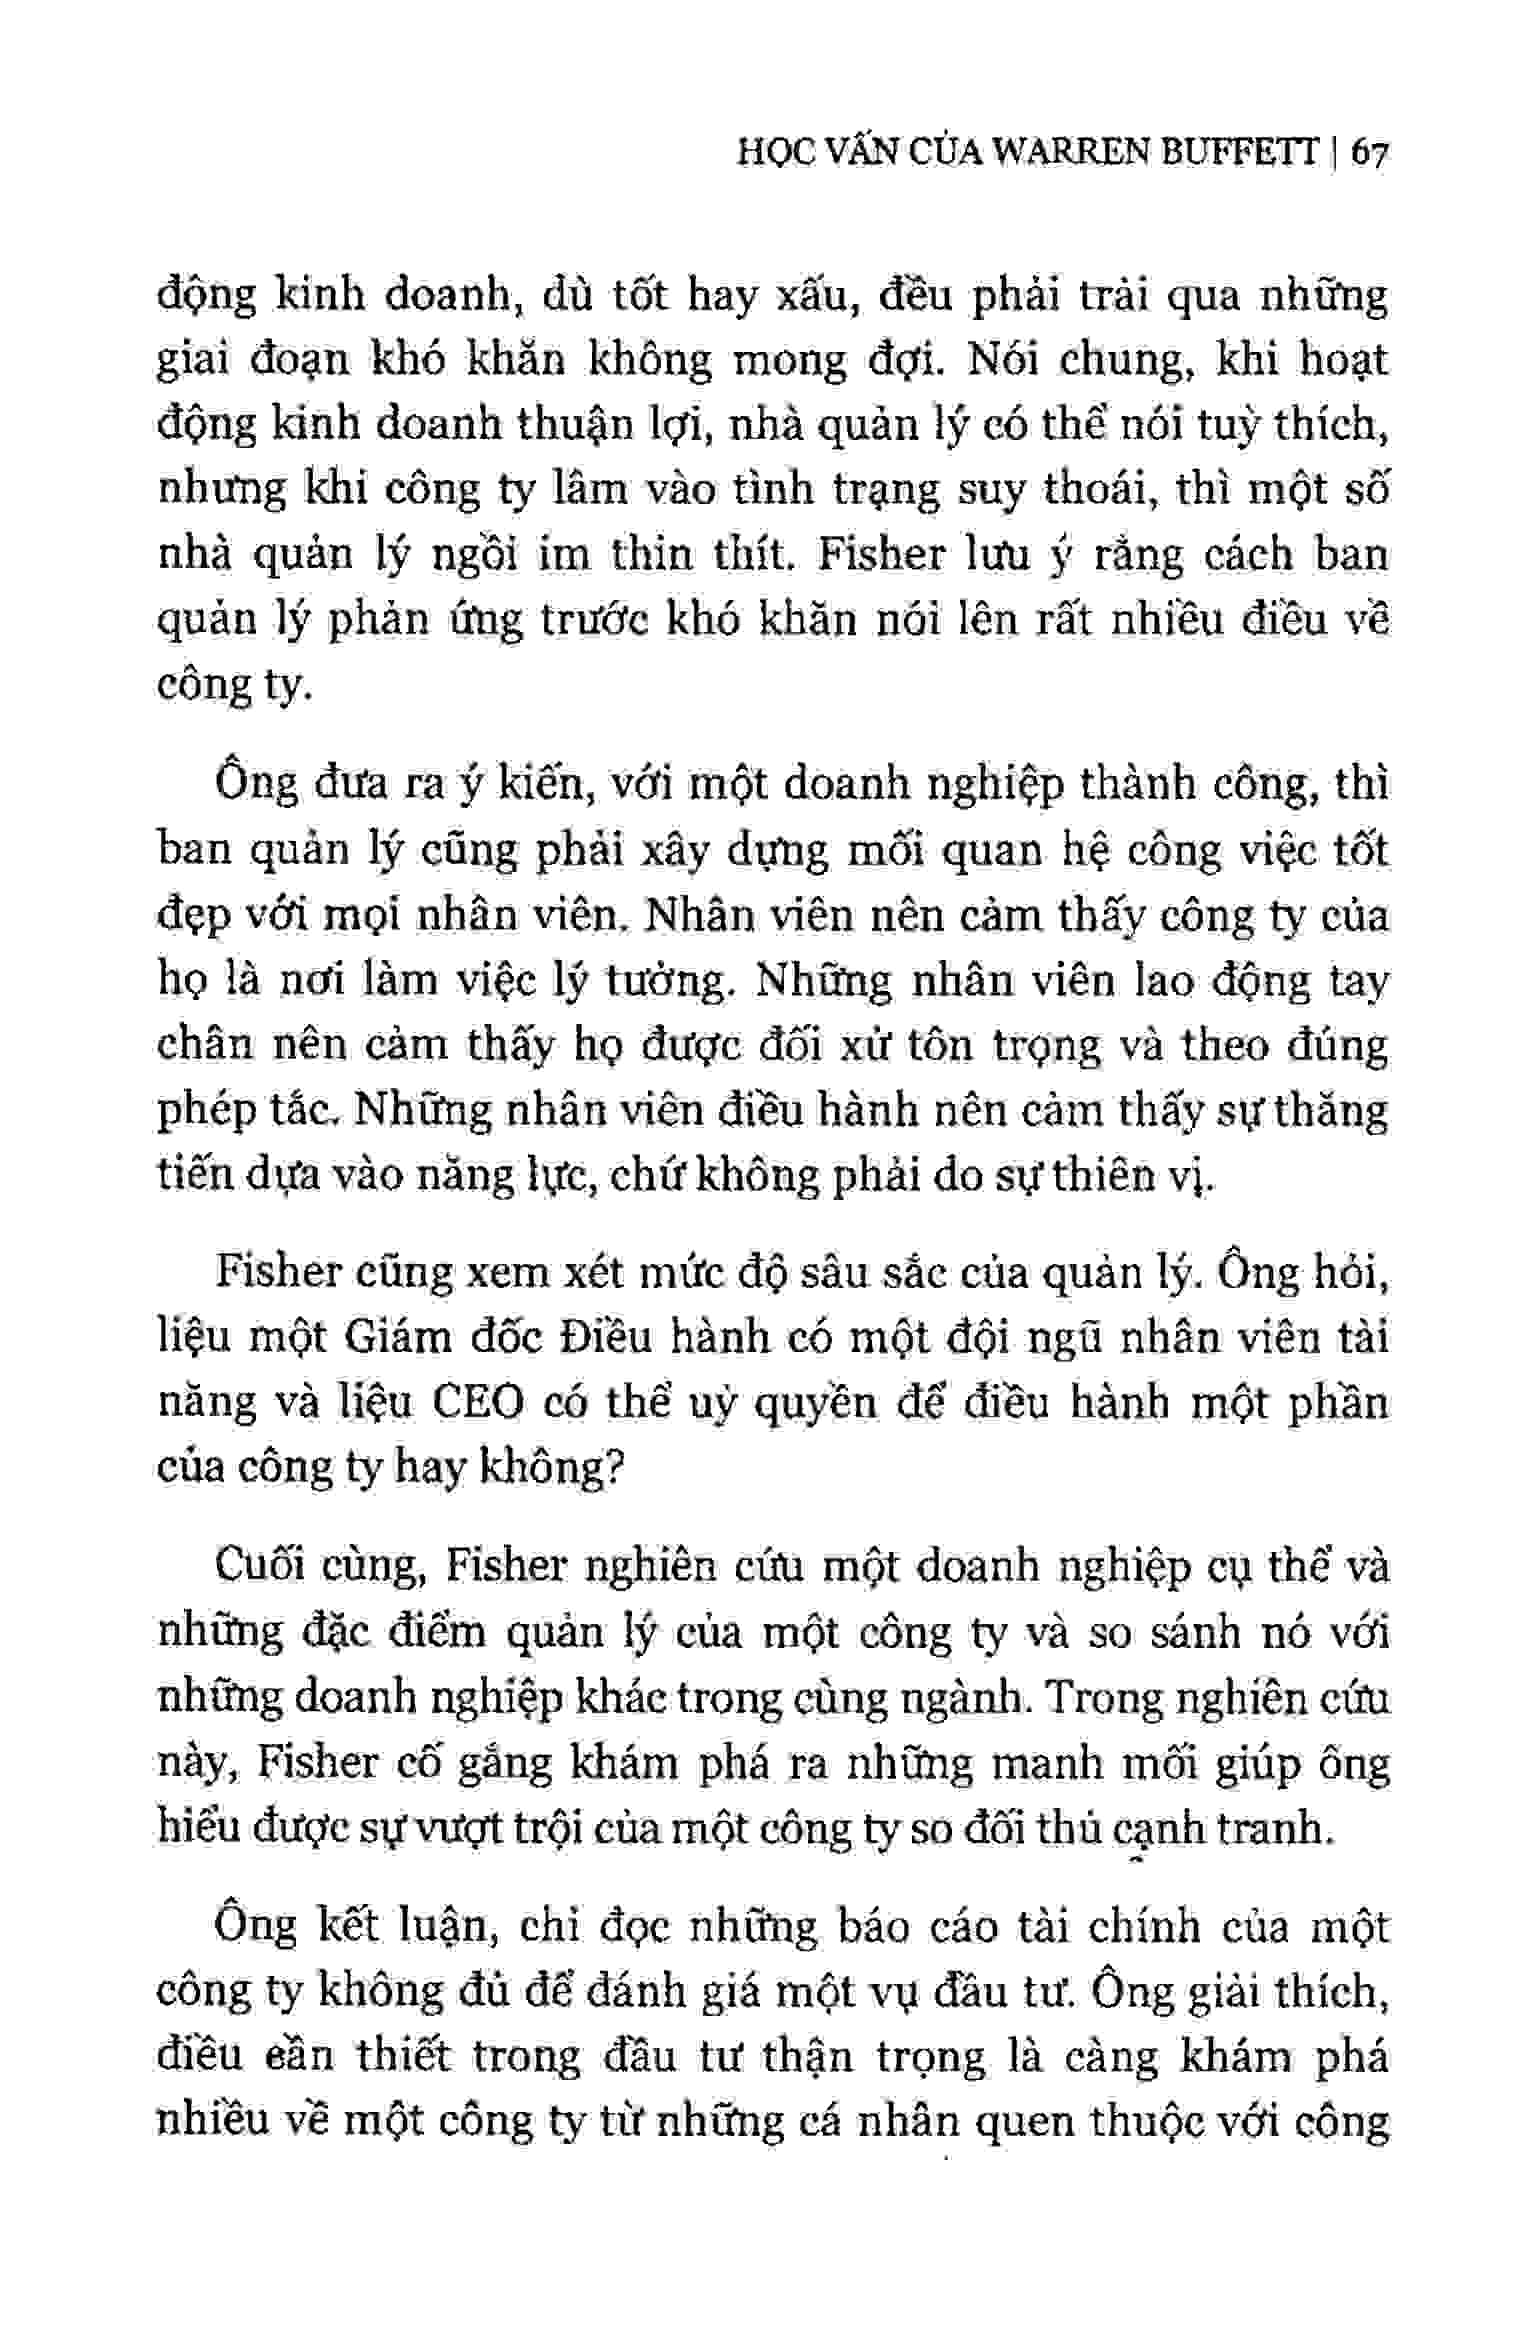 HỌC VẤN CỦA WARREN BUFFETT | 67
động kinh doanh, dù tốt hay xấu, đều phải trải qua những
giai đoạn khó khăn không mong đợi. Nói chung, khi hoạt
động kinh doanh thuận lợi, nhà quản lý có thể nói tuỳ thích,
nhưng khi công ty lâm vào tình trạng suy thoái, thì một số
nhà quản lý ngồi im thin thít. Fisher lưu ý rằng cách ban
quản lý phản ứng trước khó khăn nói lên rất nhiều điều về
công ty.
Ông đưa ra ý kiến, với một doanh nghiệp thành công, thì
ban quản lý cũng phải xây dựng mối quan hệ công việc tốt
đẹp với mọi nhân viên. Nhân viên nên cảm thấy công ty của
họ là nơi làm việc lý tưởng. Những nhân viên lao động tay
chân nên cảm thấy họ được đối xử tôn trọng và theo đúng
phép tắc. Những nhân viên điều hành nên cảm thấy sự thăng
tiến dựa vào năng lực, chứ không phải do sự thiên vị.
Fisher cũng xem xét mức độ sâu sắc của quản lý. Ông hỏi,
liệu một Giám đốc Điều hành có một đội ngũ nhân viên tài
năng và liệu CEO có thể uỷ quyền để điều hành một phần
của công ty hay không?
Cuối cùng, Fisher nghiên cứu một doanh nghiệp cụ thể và
những đặc điểm quản lý của một công ty và so sánh nó với
những doanh nghiệp khác trong cùng ngành. Trong nghiên cứu
này, Fisher cố gắng khám phá ra những manh mối giúp ông
hiểu được sự vượt trội của một công ty so đối thủ cạnh tranh.
Ông kết luận, chỉ đọc những báo cáo tài chính của một
công ty không đủ để đánh giá một vụ đầu tư. Ông giải thích,
điều cần thiết trong đầu tư thận trọng là càng khám phá
nhiều về một công ty từ những cá nhân quen thuộc với công